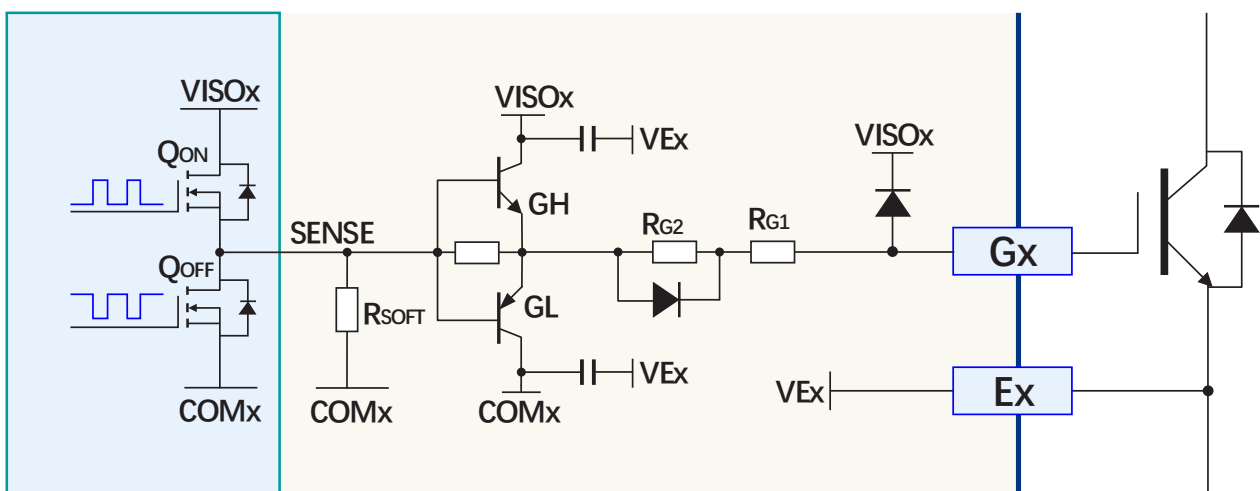 VISOx
QON
QOFF
COMx
SENSE
RSOFT
COMx
VISOx
VEx
GH
GL
VEx
COMx
RG2
RG1
VISOx
Gx
VEx
Ex